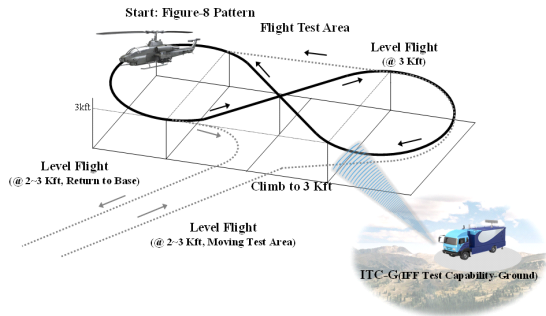 Start: Figure-8 Pattern
Flight Test Area
Level Flight
(@ 3 Kft)
3kft
Level Flight
(@ 2~3 Kft, Return to Base)
Climb to 3 Kft
Level Flight
(@ 2~3 Kft, Moving Test Area)
ITC-G(IFF Test Capability-Ground)